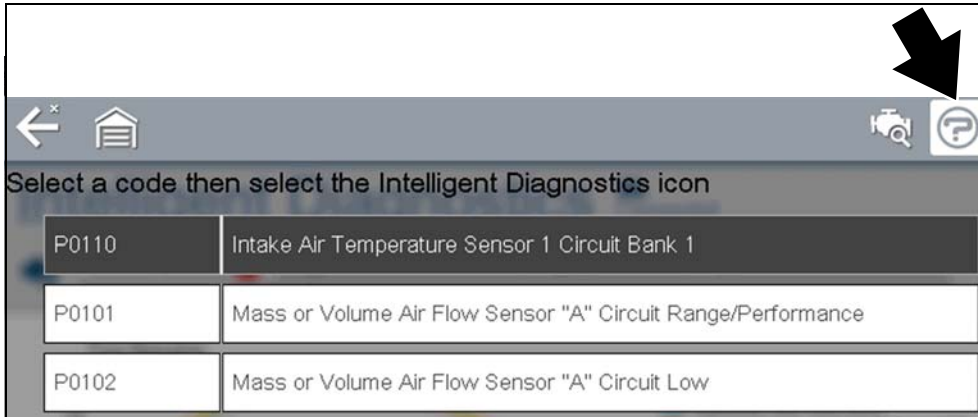 Select a code then select the Intelligent Diagnostics icon
P0110 Intake Air Temperature Sensor 1 Circuit Bank 1
P0101 Mass or Volume Air Flow Sensor "A" Circuit Range/Performance
P0102 Mass or Volume Air Flow Sensor "A" Circuit Low